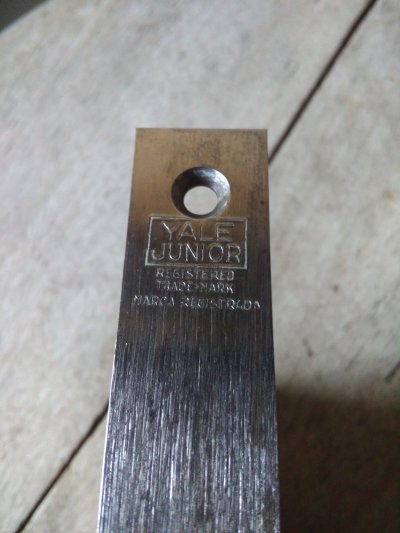 YALE
JUNIOR
REGISTERED
TRADE-MARK
MARCA REGISTRADA